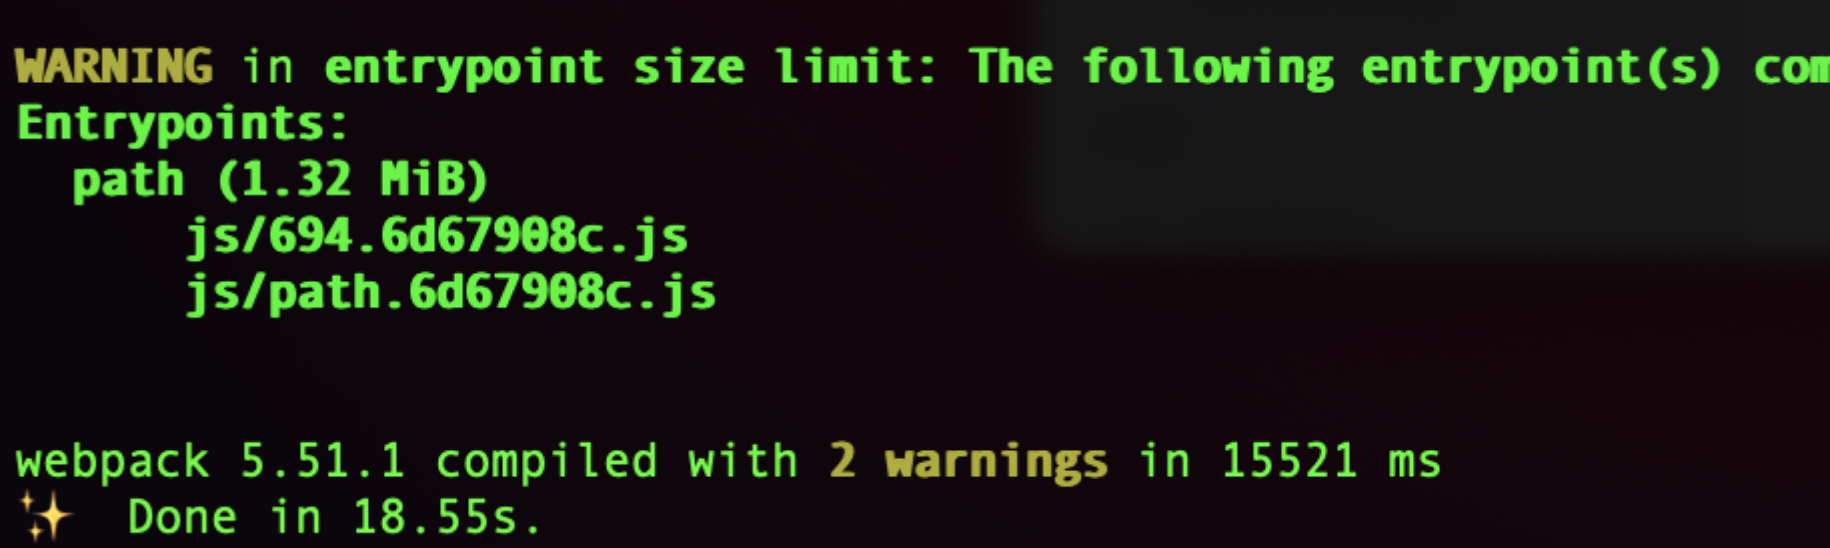 WARNING in entrypoint size limit: The following entrypoint(s) com
Entrypoints:
path (1.32 MiB)
js/694.6d67908c.js
js/path.6d67908c.js
webpack 5.51.1 compiled with 2 warnings in 15521 ms
✨ Done in 18.55s.